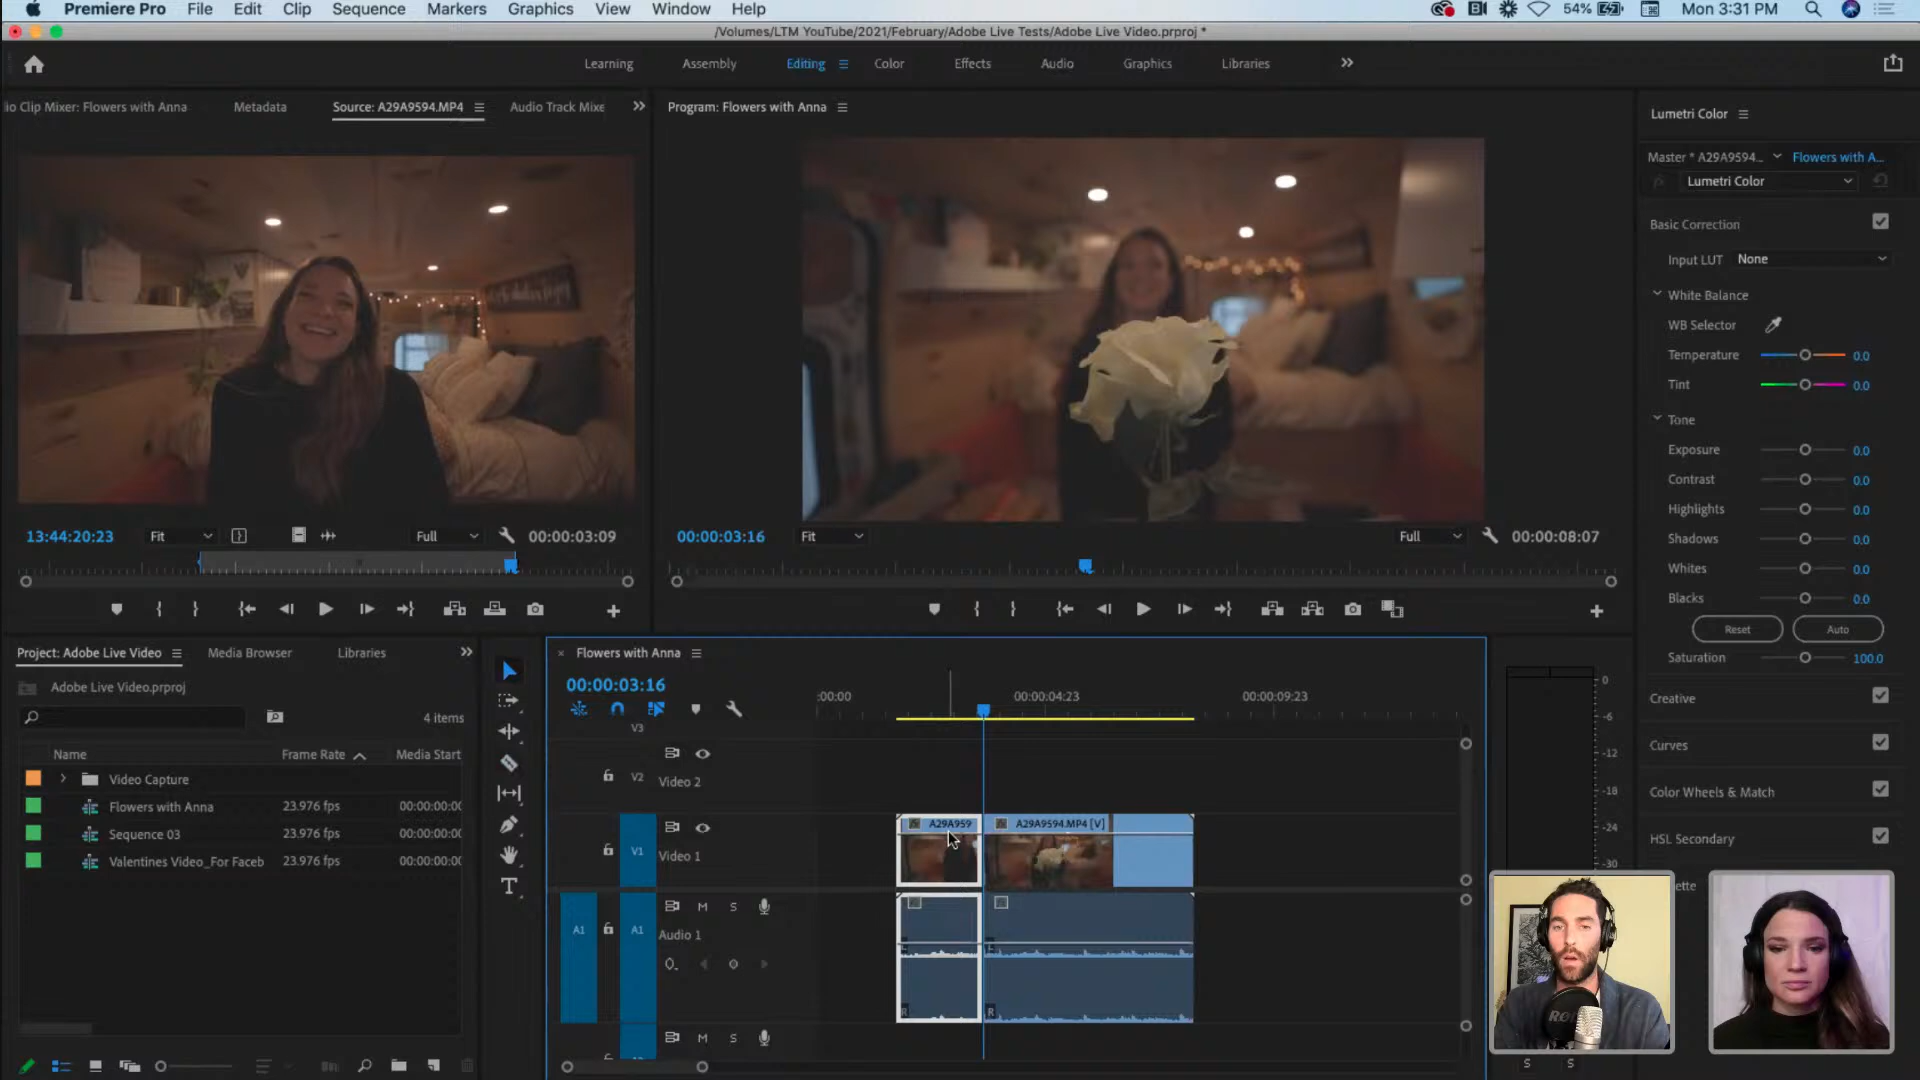 Premiere Pro File Edit Clip Sequence Markers Graphics View Window Help
54% Mon 3:31 PM
/Volumes/LTM YouTube/2021/February/Adobe Live Tests/Adobe Live Video.prproj *
Learning Assembly Editing Color Effects Audio Graphics Libraries
io Clip Mixer: Flowers with Anna Metadata Source: A29A9594.MP4 Audio Track Mixe
Program: Flowers with Anna
13:44:20:23 Fit Full 00:00:03:09
00:00:03:16 Fit Full 00:00:08:07
Lumetri Color
Master * A29A9594... Flowers with A...
Lumetri Color
Basic Correction
Input LUT None
White Balance
WB Selector
Temperature 0.0
Tint 0.0
Tone
Exposure 0.0
Contrast 0.0
Highlights 0.0
Shadows 0.0
Whites 0.0
Blacks 0.0
Reset Auto
Saturation 100.0
Creative
Curves
Color Wheels & Match
HSL Secondary
ette
Project: Adobe Live Video Media Browser Libraries
Adobe Live Video.prproj
4 items
Name Frame Rate Media Start
Video Capture
Flowers with Anna 23.976 fps 00:00:00:00
Sequence 03 23.976 fps 00:00:00:00
Valentines Video_For Faceb 23.976 fps 00:00:00:00
Flowers with Anna
00:00:03:16
:00:00 00:00:04:23 00:00:09:23
V3
V2 Video 2
V1 Video 1
A29A959 A29A9594.MP4 [V]
A1 A1 M S
Audio 1
L L
R R
M S
0
-6
-12
-18
-24
-30
S S